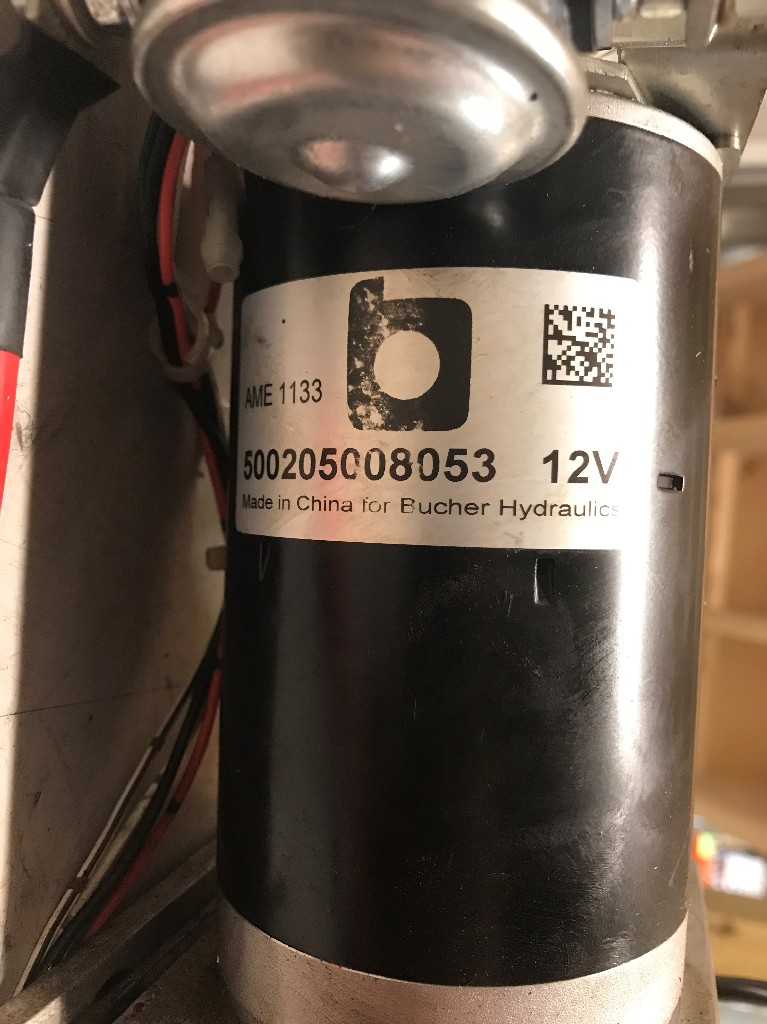 AME 1133
500205008053 12V
Made in China for Bucher Hydraulics